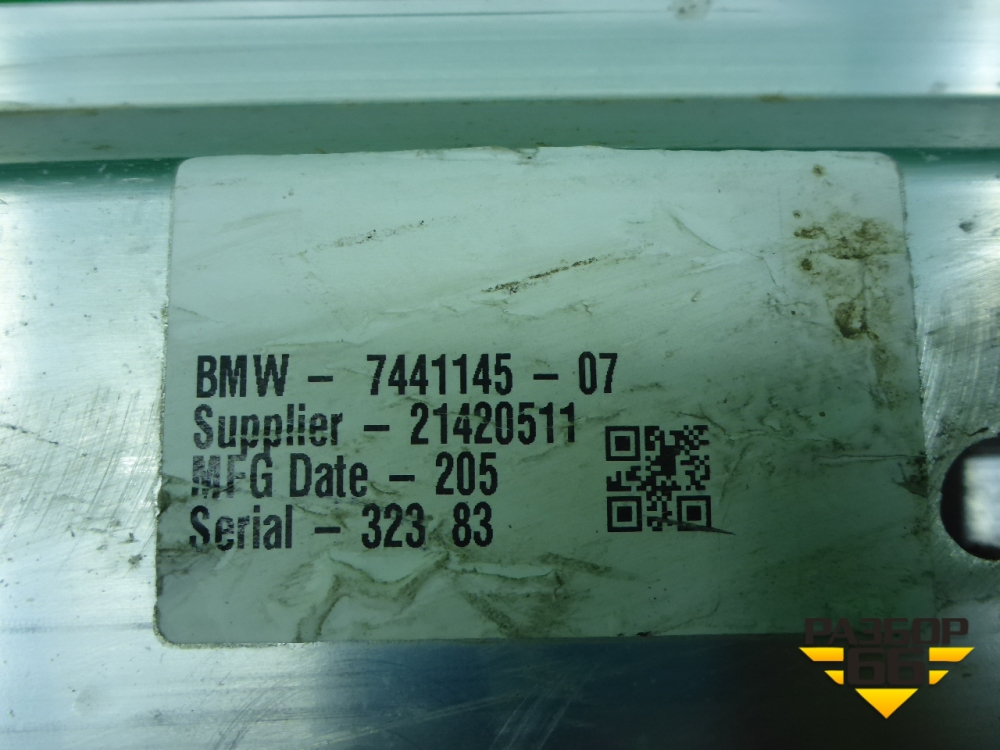 BMW – 7441145 – 07
Supplier – 21420511
MFG Date – 205
Serial – 323 83
РАЗБОР
66